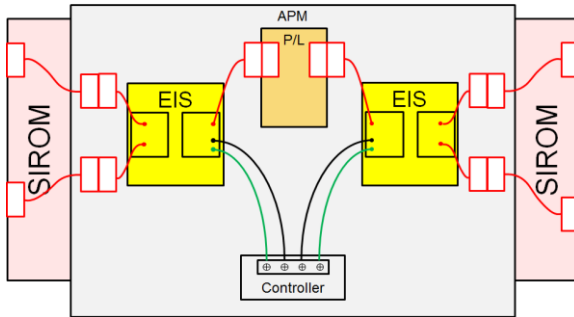 APM
P/L
EIS
EIS
SIROM
SIROM
Controller